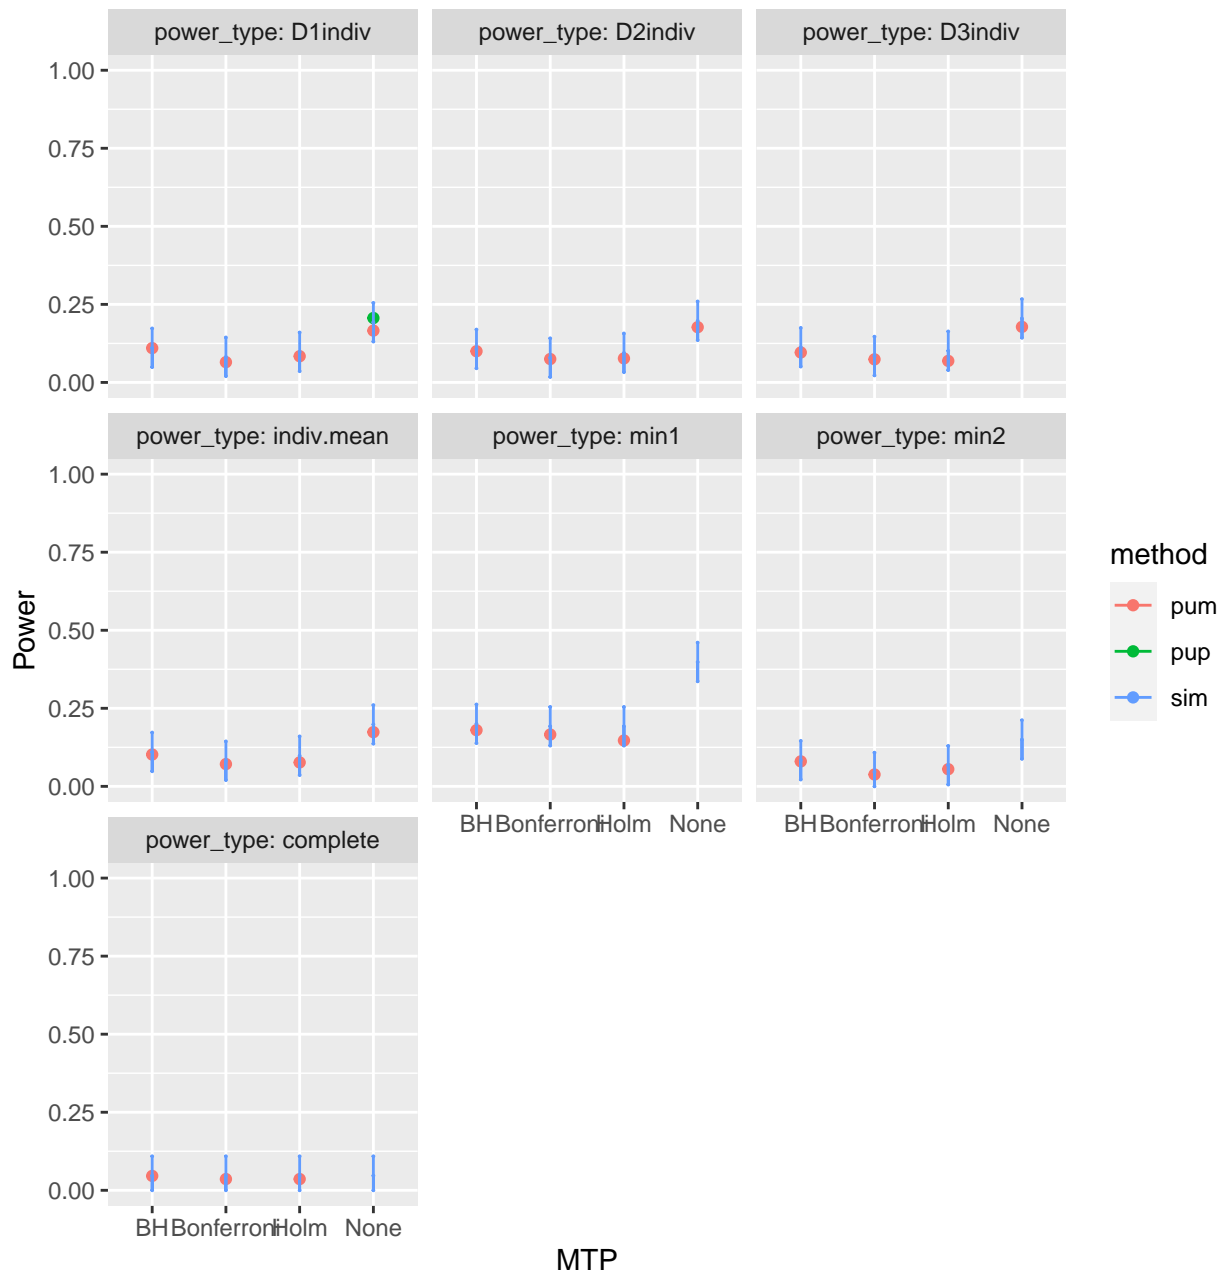 power_type: D1indiv
power_type: D2indiv
power_type: D3indiv
1.00
0.75
0.50
0.25
0.00
power_type: indiv.mean
power_type: min1
power_type: min2
1.00
0.75
0.50
0.25
0.00
BH Bonferroni Holm None
BH Bonferroni Holm None
power_type: complete
1.00
0.75
0.50
0.25
0.00
BH Bonferroni Holm None
MTP
Power
method
pum
pup
sim